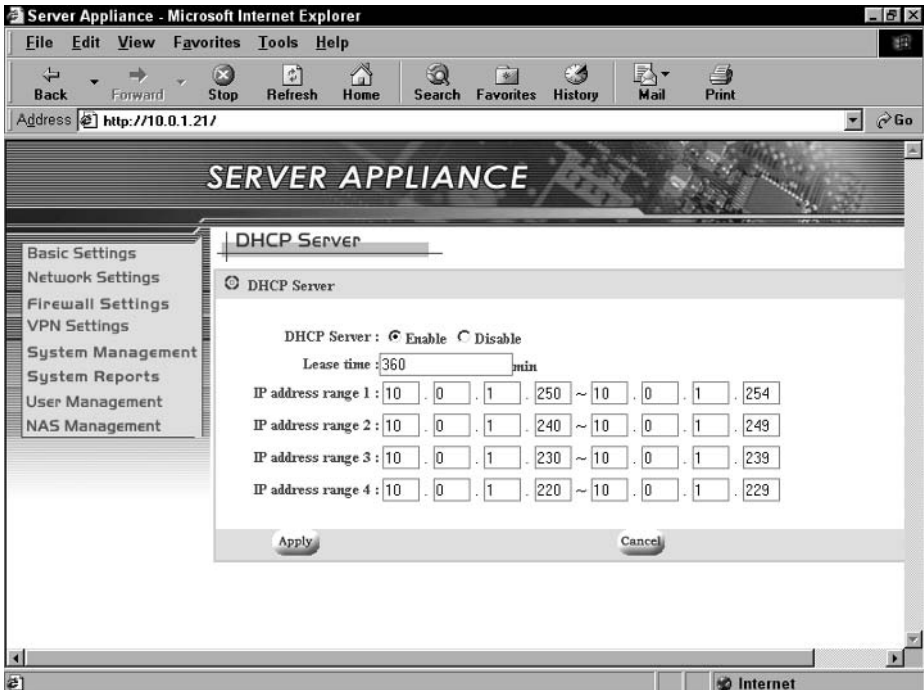 Server Appliance - Microsoft Internet Explorer
File Edit View Favorites Tools Help
Back Forward Stop Refresh Home Search Favorites History Mail Print
Address http://10.0.1.21/ Go
SERVER APPLIANCE
DHCP Server
Basic Settings
Network Settings
Firewall Settings
VPN Settings
System Management
System Reports
User Management
NAS Management
DHCP Server
DHCP Server : Enable Disable
Lease time : 360 min
IP address range 1 : 10 . 0 . 1 . 250 ~ 10 . 0 . 1 . 254
IP address range 2 : 10 . 0 . 1 . 240 ~ 10 . 0 . 1 . 249
IP address range 3 : 10 . 0 . 1 . 230 ~ 10 . 0 . 1 . 239
IP address range 4 : 10 . 0 . 1 . 220 ~ 10 . 0 . 1 . 229
Apply Cancel
Internet